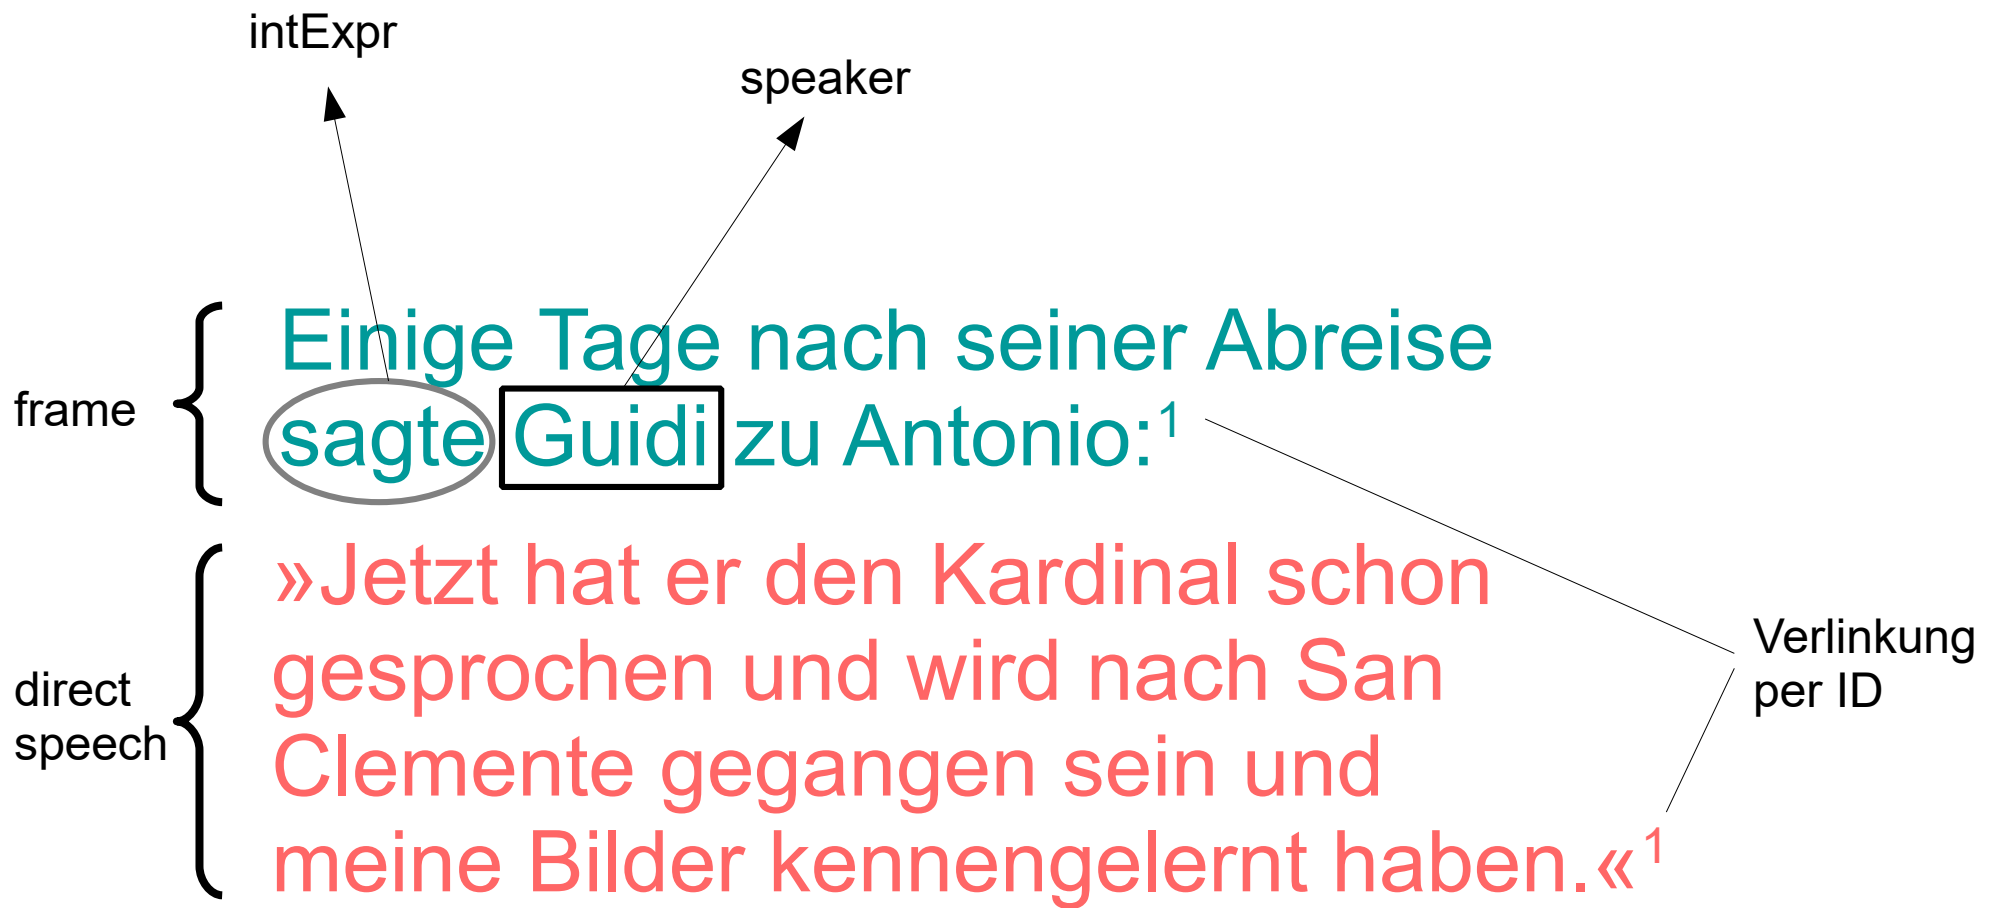 intExpr
speaker
frame
Einige Tage nach seiner Abreise
sagte Guidi zu Antonio:¹
direct
speech
»Jetzt hat er den Kardinal schon
gesprochen und wird nach San
Clemente gegangen sein und
meine Bilder kennengelernt haben.«¹
Verlinkung
per ID